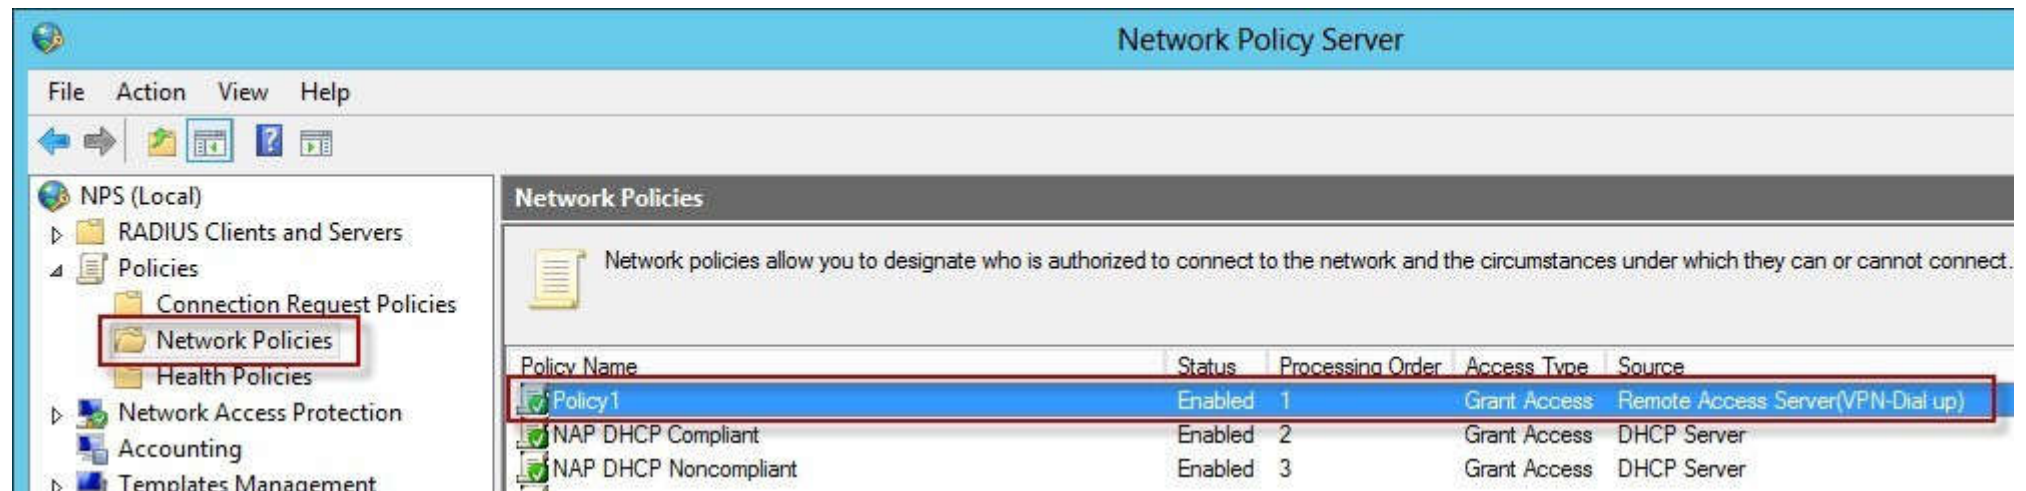 Network Policy Server
File Action View Help
NPS (Local)
RADIUS Clients and Servers
Policies
Connection Request Policies
Network Policies
Health Policies
Network Access Protection
Accounting
Templates Management
Network Policies
Network policies allow you to designate who is authorized to connect to the network and the circumstances under which they can or cannot connect.
Policy Name Status Processing Order Access Type Source
Policy1 Enabled 1 Grant Access Remote Access Server(VPN-Dial up)
NAP DHCP Compliant Enabled 2 Grant Access DHCP Server
NAP DHCP Noncompliant Enabled 3 Grant Access DHCP Server